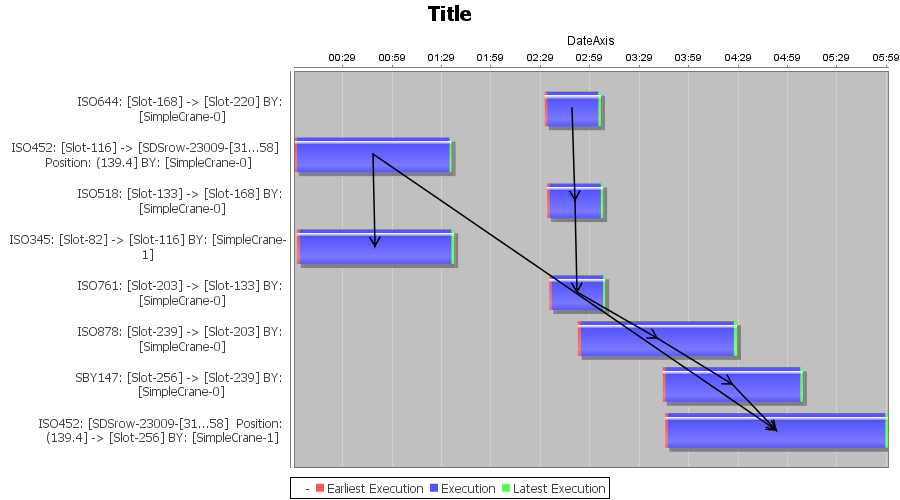 Title
DateAxis
00:29 00:59 01:29 01:59 02:29 02:59 03:29 03:59 04:29 04:59 05:29 05:59
ISO644: [Slot-168] -> [Slot-220] BY:
[SimpleCrane-0]
ISO452: [Slot-116] -> [SDSrow-23009-[31...58]
Position: (139.4] BY: [SimpleCrane-0]
ISO518: [Slot-133] -> [Slot-168] BY:
[SimpleCrane-0]
ISO345: [Slot-82] -> [Slot-116] BY: [SimpleCrane-
1]
ISO761: [Slot-203] -> [Slot-133] BY:
[SimpleCrane-0]
ISO878: [Slot-239] -> [Slot-203] BY:
[SimpleCrane-0]
SBY147: [Slot-256] -> [Slot-239] BY:
[SimpleCrane-0]
ISO452: [SDSrow-23009-[31...58] Position:
(139.4] -> [Slot-256] BY: [SimpleCrane-1]
- Earliest Execution Execution Latest Execution